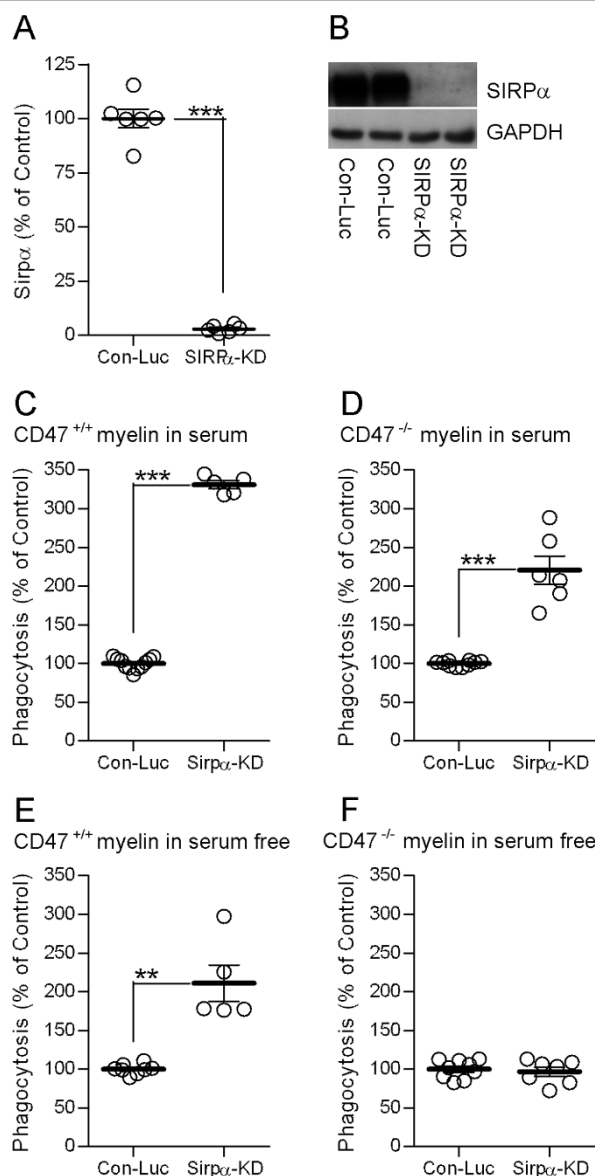 A
125
100
75
50
25
0
Sirpα (% of Control)
***
Con-Luc SIRPα-KD
B
SIRPα
GAPDH
Con-Luc
Con-Luc
SIRPα-KD
SIRPα-KD
C
CD47 +/+ myelin in serum
350
300
250
200
150
100
50
0
Phagocytosis (% of Control)
***
Con-Luc Sirpα-KD
D
CD47 -/- myelin in serum
350
300
250
200
150
100
50
0
Phagocytosis (% of Control)
***
Con-Luc Sirpα-KD
E
CD47 +/+ myelin in serum free
350
300
250
200
150
100
50
0
Phagocytosis (% of Control)
**
Con-Luc Sirpα-KD
F
CD47 -/- myelin in serum free
350
300
250
200
150
100
50
0
Phagocytosis (% of Control)
Con-Luc Sirpα-KD